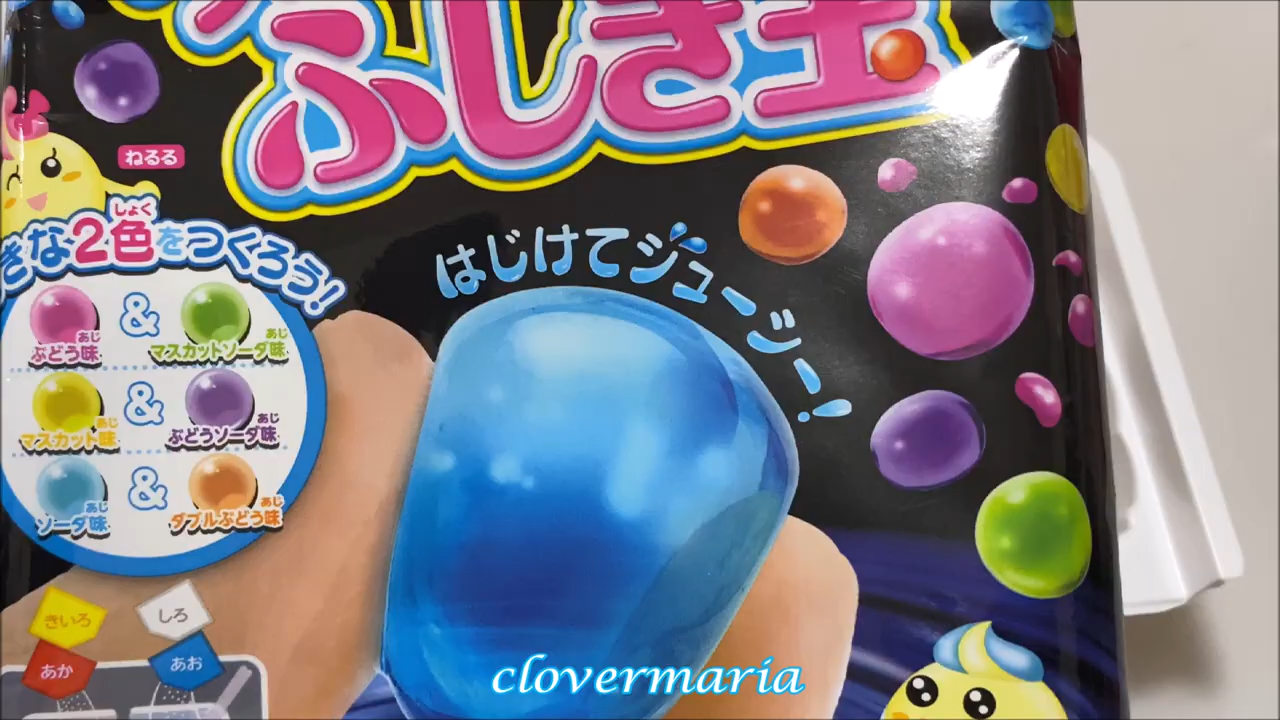 ふしぎ玉
ねるる
しょく
きな2色をつくろう!
はじけてジューシー!
あじ
ぶどう味
&
あじ
マスカットソーダ味
あじ
マスカット味
&
あじ
ぶどうソーダ味
あじ
ソーダ味
&
あじ
ダブルぶどう味
きいろ
しろ
あか
あお
clovermaria